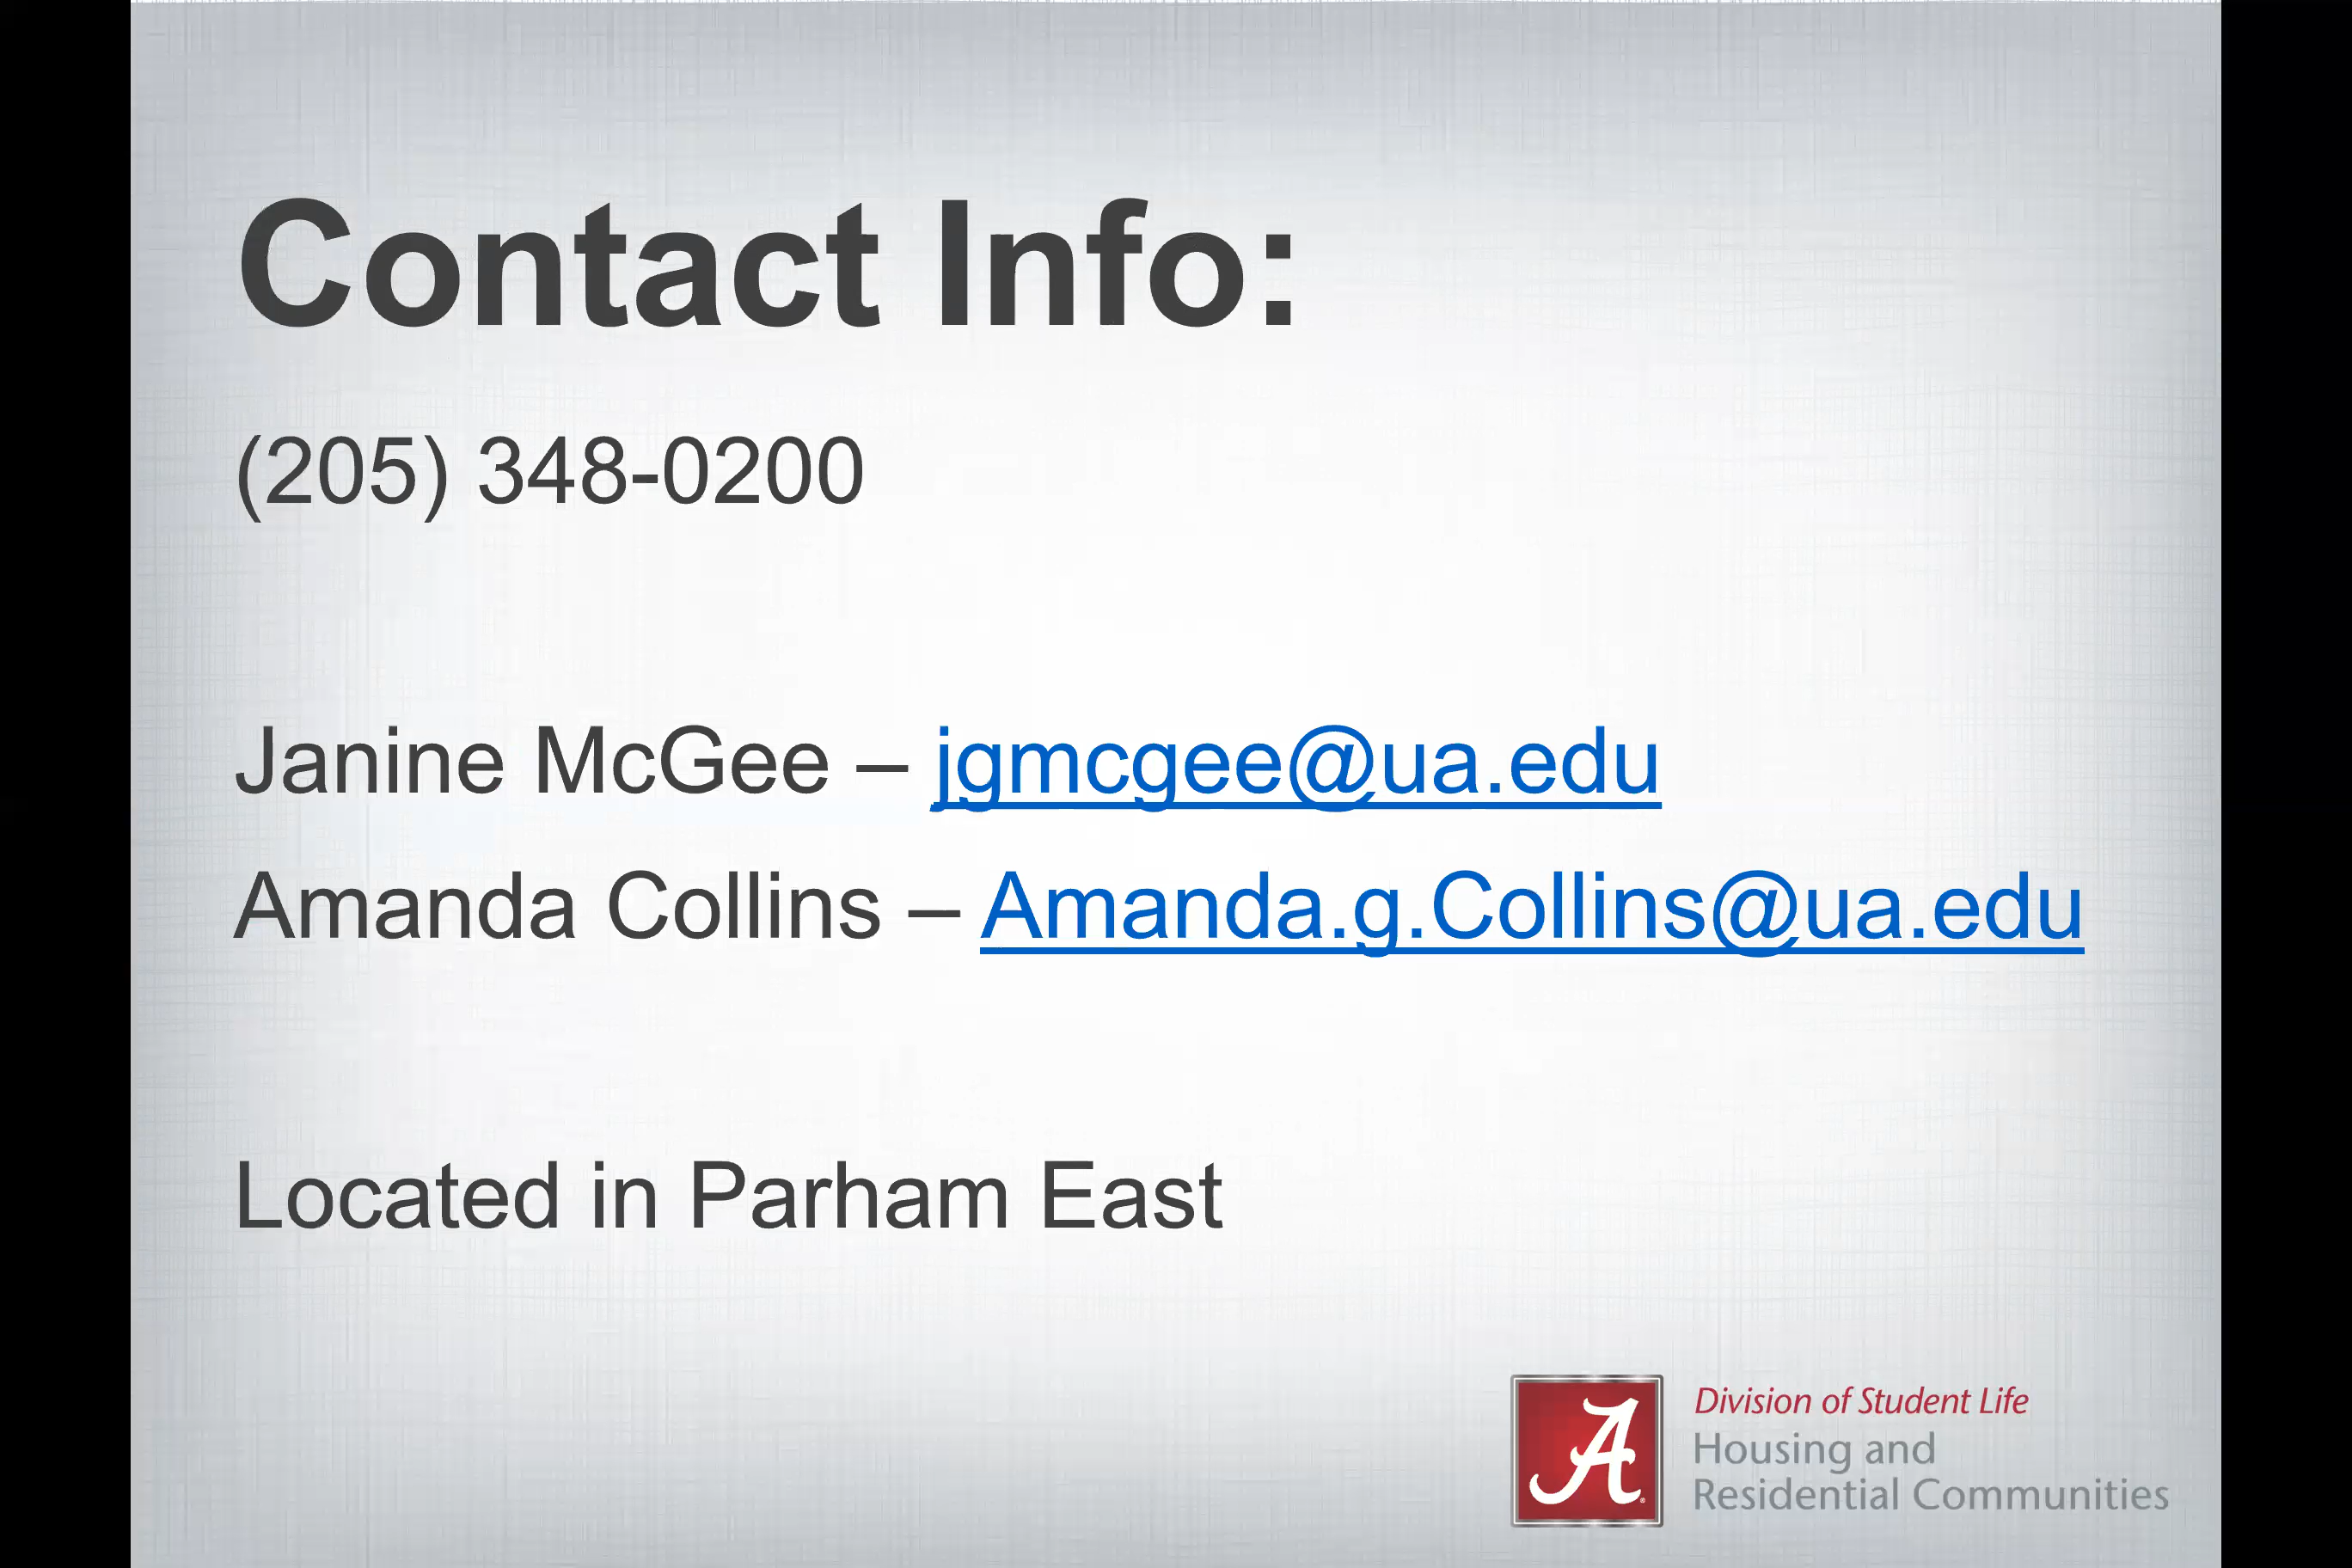 Contact Info:
(205) 348-0200
Janine McGee – jgmcgee@ua.edu
Amanda Collins – Amanda.g.Collins@ua.edu
Located in Parham East
A
Division of Student Life
Housing and
Residential Communities